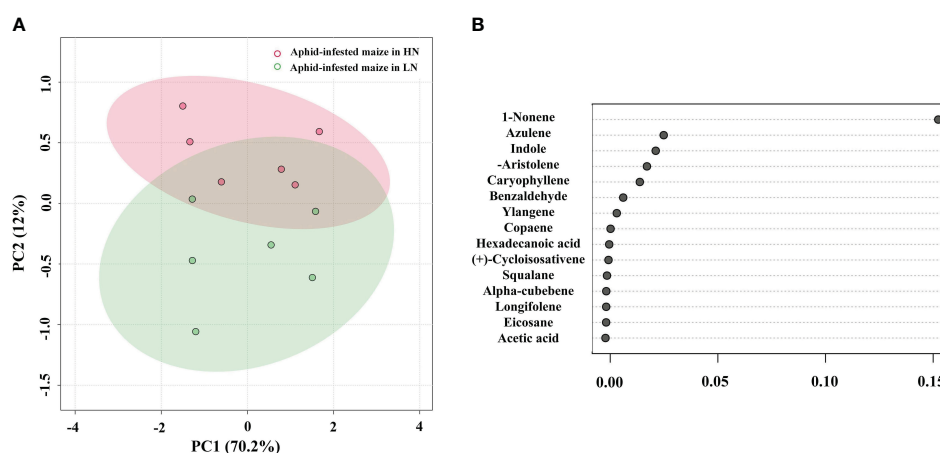 A
Aphid-infested maize in HN
Aphid-infested maize in LN
1.0
0.5
0.0
-0.5
-1.0
-1.5
PC2 (12%)
-4
-2
0
2
4
PC1 (70.2%)
B
1-Nonene
Azulene
Indole
-Aristolene
Caryophyllene
Benzaldehyde
Ylangene
Copaene
Hexadecanoic acid
(+)-Cycloisosativene
Squalane
Alpha-cubebene
Longifolene
Eicosane
Acetic acid
0.00
0.05
0.10
0.15